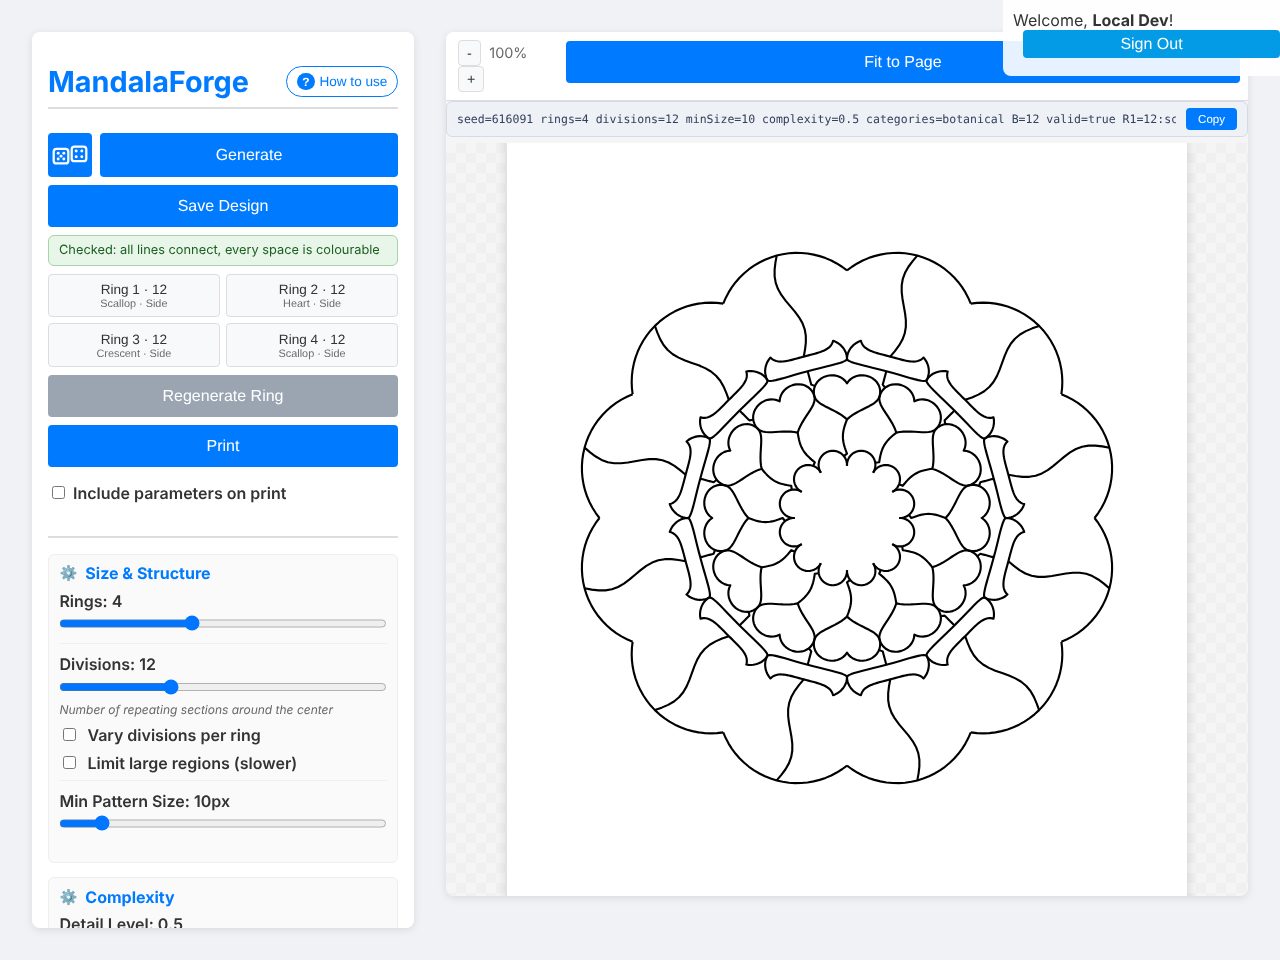 Welcome, Local Dev!
Sign Out
MandalaForge
? How to use
Generate
Save Design
Checked: all lines connect, every space is colourable
Ring 1 · 12
Scallop · Side
Ring 2 · 12
Heart · Side
Ring 3 · 12
Crescent · Side
Ring 4 · 12
Scallop · Side
Regenerate Ring
Print
Include parameters on print
Size & Structure
Rings: 4
Divisions: 12
Number of repeating sections around the center
Vary divisions per ring
Limit large regions (slower)
Min Pattern Size: 10px
Complexity
Detail Level: 0.5
- 100%
+
Fit to Page
seed=616091 rings=4 divisions=12 minSize=10 complexity=0.5 categories=botanical B=12 valid=true R1=12:sc
Copy